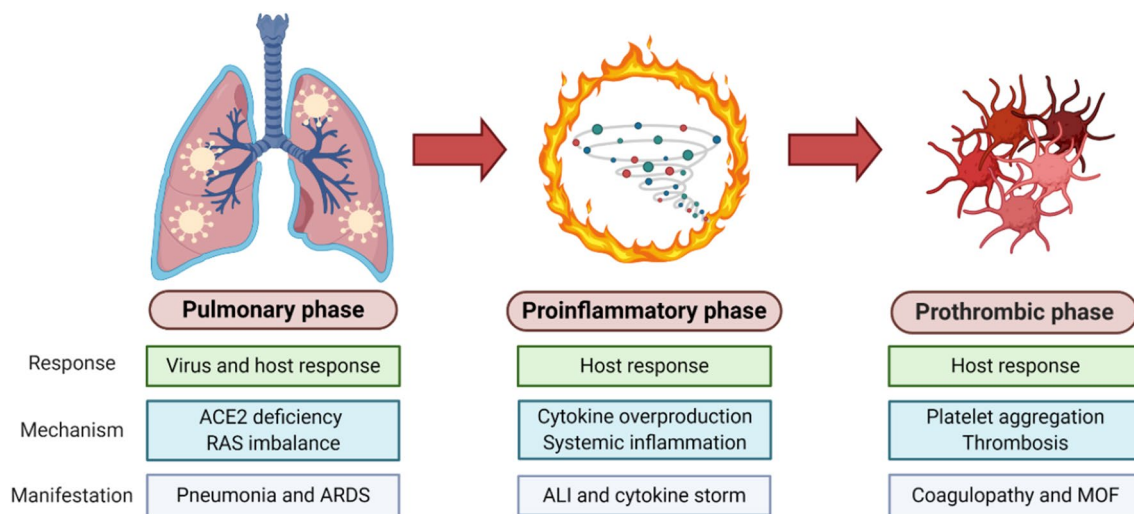 Pulmonary phase
Proinflammatory phase
Prothrombic phase
Response
Virus and host response
Host response
Host response
Mechanism
ACE2 deficiency
RAS imbalance
Cytokine overproduction
Systemic inflammation
Platelet aggregation
Thrombosis
Manifestation
Pneumonia and ARDS
ALI and cytokine storm
Coagulopathy and MOF